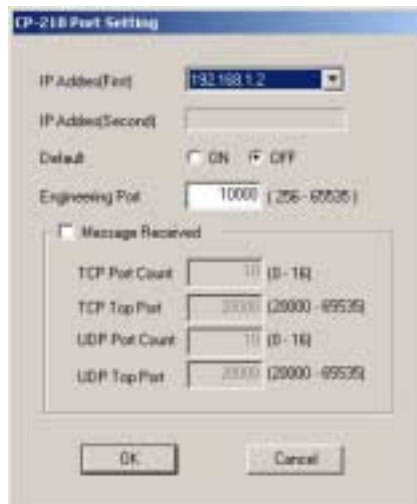 CP-218 Port Setting
IP Addres(First) 192.168.1.2
IP Addres(Second)
Default ON OFF
Engineering Port 10000 (256 - 65535)
Message Received
TCP Port Count 10 (0 - 16)
TCP Top Port 20000 (20000 - 65535)
UDP Port Count 10 (0 - 16)
UDP Top Port 20000 (20000 - 65535)
OK Cancel